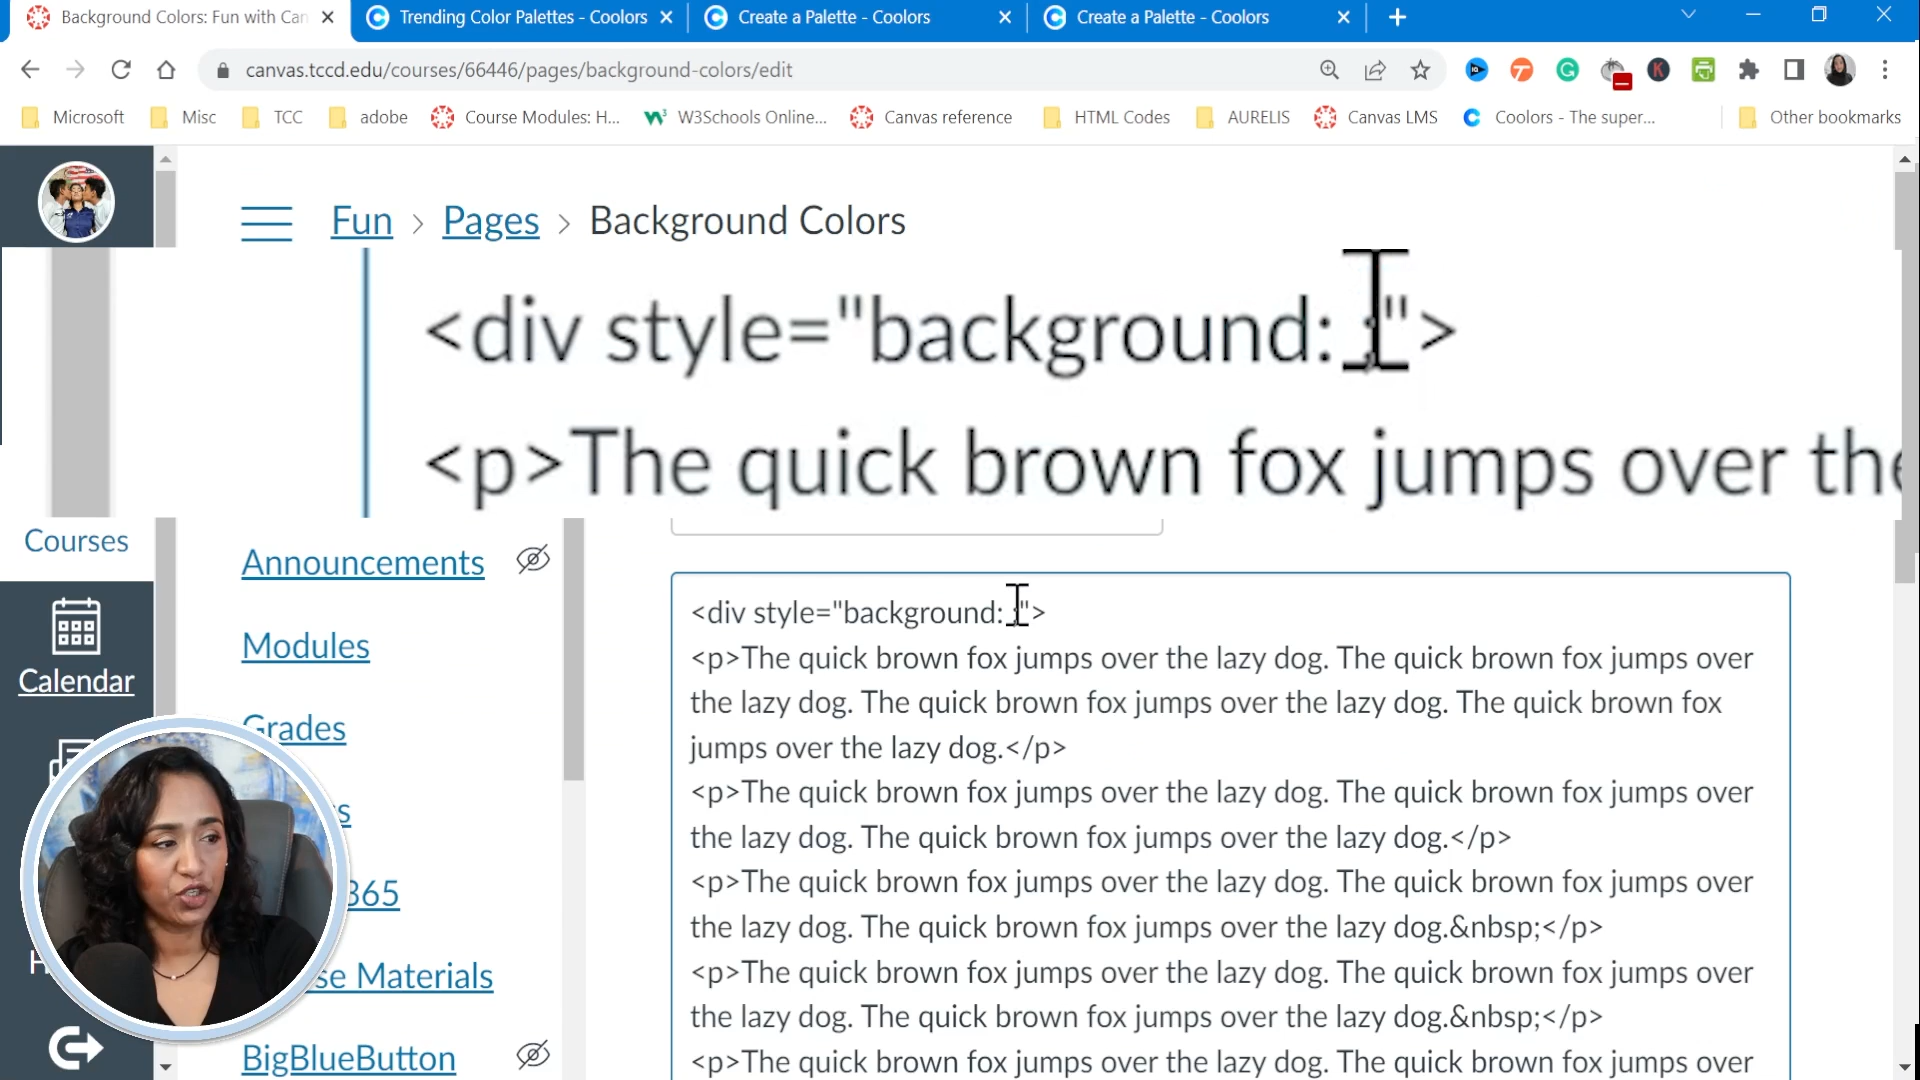 Background Colors: Fun with Can
Trending Color Palettes - Coolors
Create a Palette - Coolors
Create a Palette - Coolors
canvas.tccd.edu/courses/66446/pages/background-colors/edit
Microsoft
Misc
TCC
adobe
Course Modules: H...
W3Schools Online...
Canvas reference
HTML Codes
AURELIS
Canvas LMS
Coolors - The super...
Other bookmarks
Fun > Pages > Background Colors
<div style="background: ;">
<p>The quick brown fox jumps over the
Courses
Calendar
Announcements
Modules
Grades
365
se Materials
BigBlueButton
<div style="background: ;">
<p>The quick brown fox jumps over the lazy dog. The quick brown fox jumps over
the lazy dog. The quick brown fox jumps over the lazy dog. The quick brown fox
jumps over the lazy dog.</p>
<p>The quick brown fox jumps over the lazy dog. The quick brown fox jumps over
the lazy dog. The quick brown fox jumps over the lazy dog.</p>
<p>The quick brown fox jumps over the lazy dog. The quick brown fox jumps over
the lazy dog. The quick brown fox jumps over the lazy dog.&nbsp;</p>
<p>The quick brown fox jumps over the lazy dog. The quick brown fox jumps over
the lazy dog. The quick brown fox jumps over the lazy dog.&nbsp;</p>
<p>The quick brown fox jumps over the lazy dog. The quick brown fox jumps over